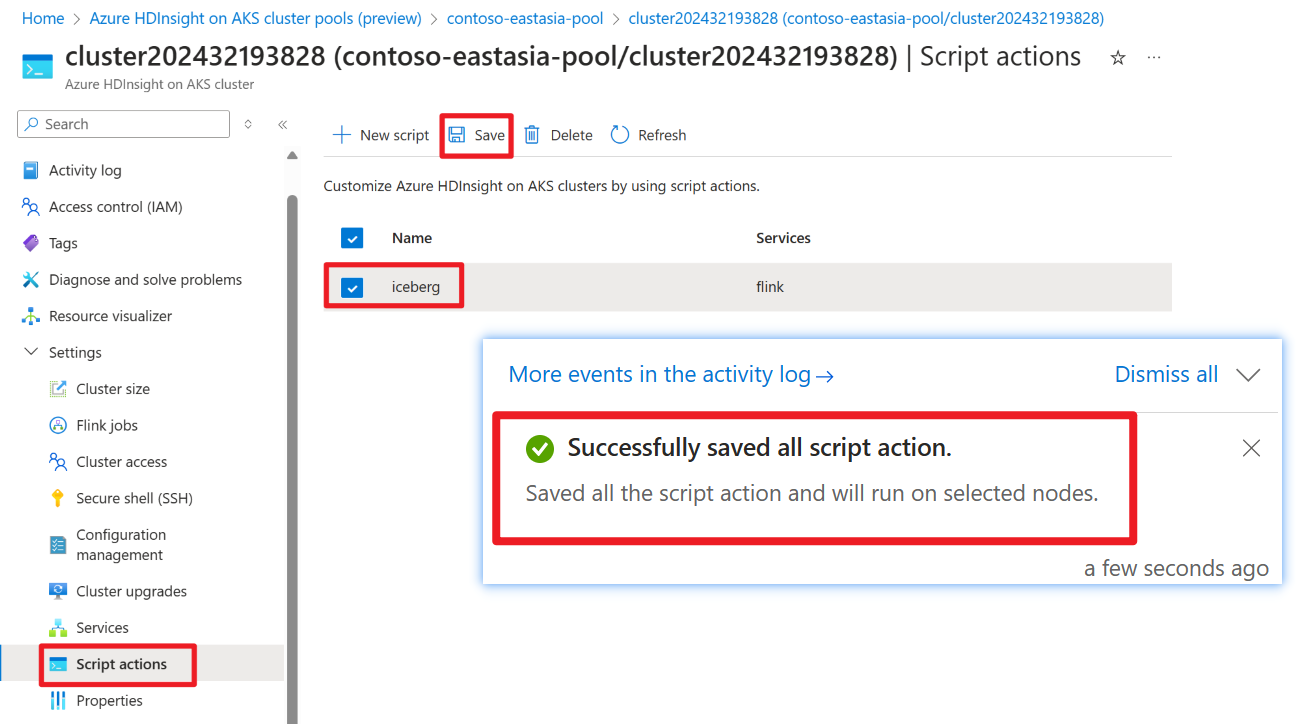 Home > Azure HDInsight on AKS cluster pools (preview) > contoso-eastasia-pool > cluster202432193828 (contoso-eastasia-pool/cluster202432193828)
cluster202432193828 (contoso-eastasia-pool/cluster202432193828) | Script actions
Azure HDInsight on AKS cluster
Search
Activity log
Access control (IAM)
Tags
Diagnose and solve problems
Resource visualizer
Settings
Cluster size
Flink jobs
Cluster access
Secure shell (SSH)
Configuration
management
Cluster upgrades
Services
Script actions
Properties
New script Save Delete Refresh
Customize Azure HDInsight on AKS clusters by using script actions.
Name Services
iceberg flink
More events in the activity log→ Dismiss all
Successfully saved all script action.
Saved all the script action and will run on selected nodes.
a few seconds ago